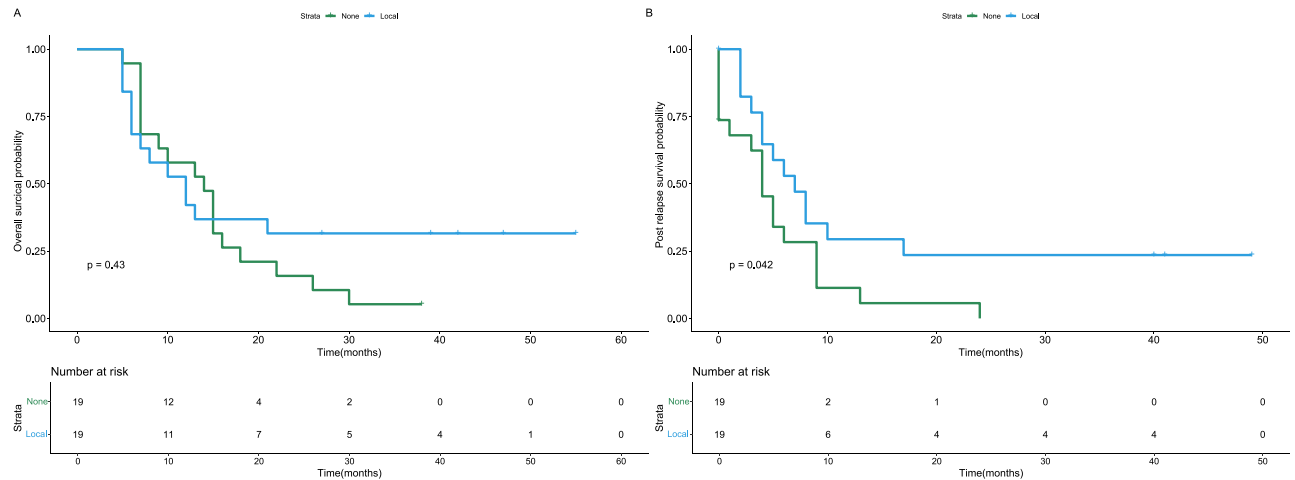 A
Strata None Local
1.00
0.75
0.50
0.25
0.00
Overall surcical probability
p = 0.43
0 10 20 30 40 50 60
Time(months)
Number at risk
Strata
None 19 12 4 2 0 0 0
Local 19 11 7 5 4 1 0
0 10 20 30 40 50 60
Time(months)
B
Strata None Local
1.00
0.75
0.50
0.25
0.00
Post relapse survival probability
p = 0.042
0 10 20 30 40 50
Time(months)
Number at risk
Strata
None 19 2 1 0 0 0
Local 19 6 4 4 4 0
0 10 20 30 40 50
Time(months)